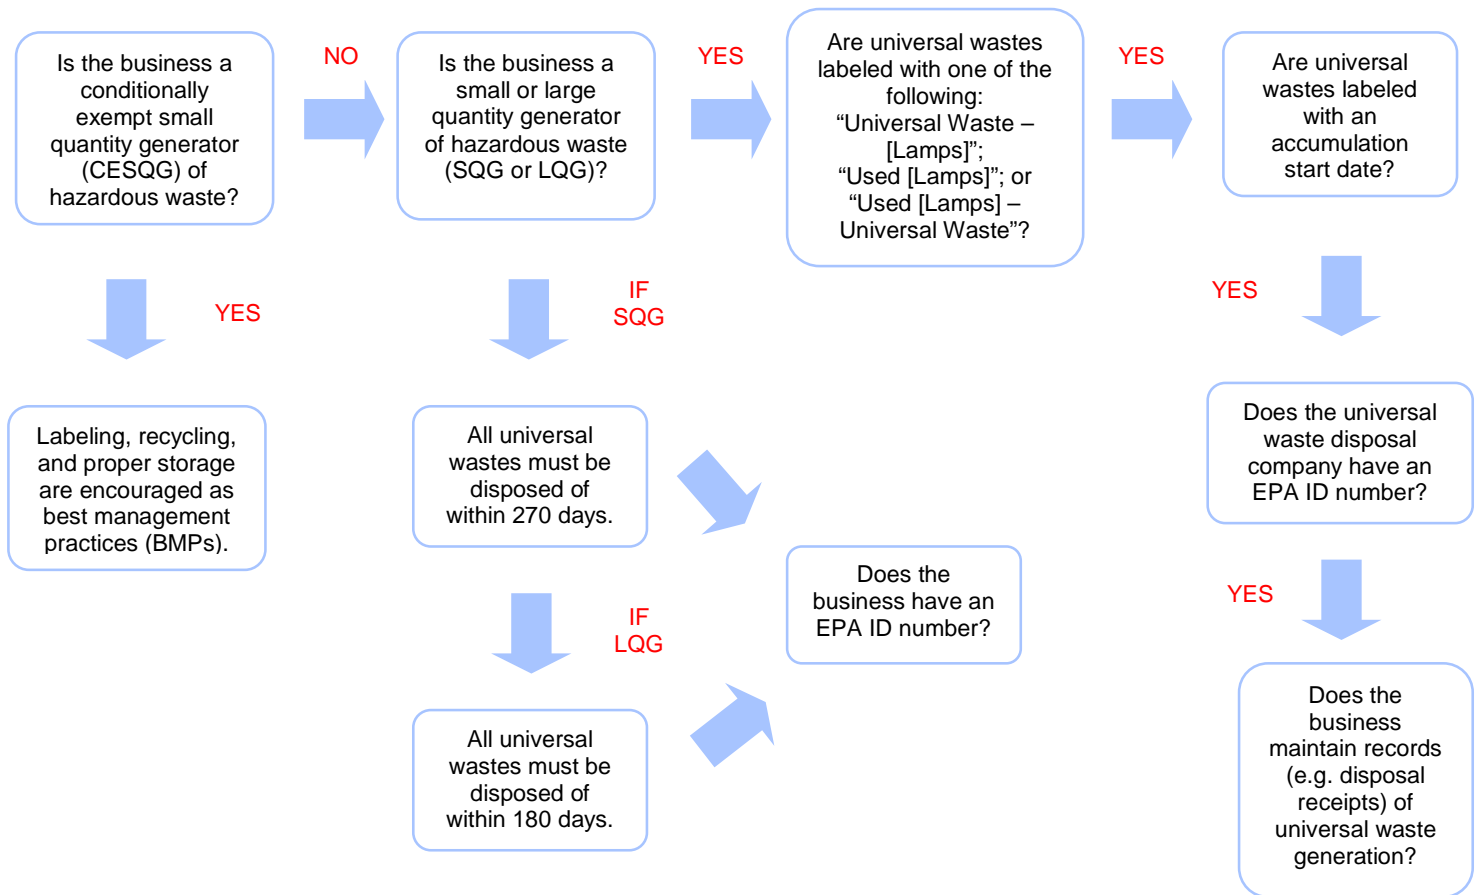 Is the business a
conditionally
exempt small
quantity generator
(CESQG) of
hazardous waste?
NO
Is the business a
small or large
quantity generator
of hazardous waste
(SQG or LQG)?
YES
Are universal wastes
labeled with one of the
following:
“Universal Waste –
[Lamps]”;
“Used [Lamps]”; or
“Used [Lamps] –
Universal Waste”?
YES
Are universal
wastes labeled
with an
accumulation
start date?
YES
IF
SQG
YES
Labeling, recycling,
and proper storage
are encouraged as
best management
practices (BMPs).
All universal
wastes must be
disposed of
within 270 days.
Does the universal
waste disposal
company have an
EPA ID number?
IF
LQG
Does the
business have an
EPA ID number?
YES
All universal
wastes must be
disposed of
within 180 days.
Does the
business
maintain records
(e.g. disposal
receipts) of
universal waste
generation?